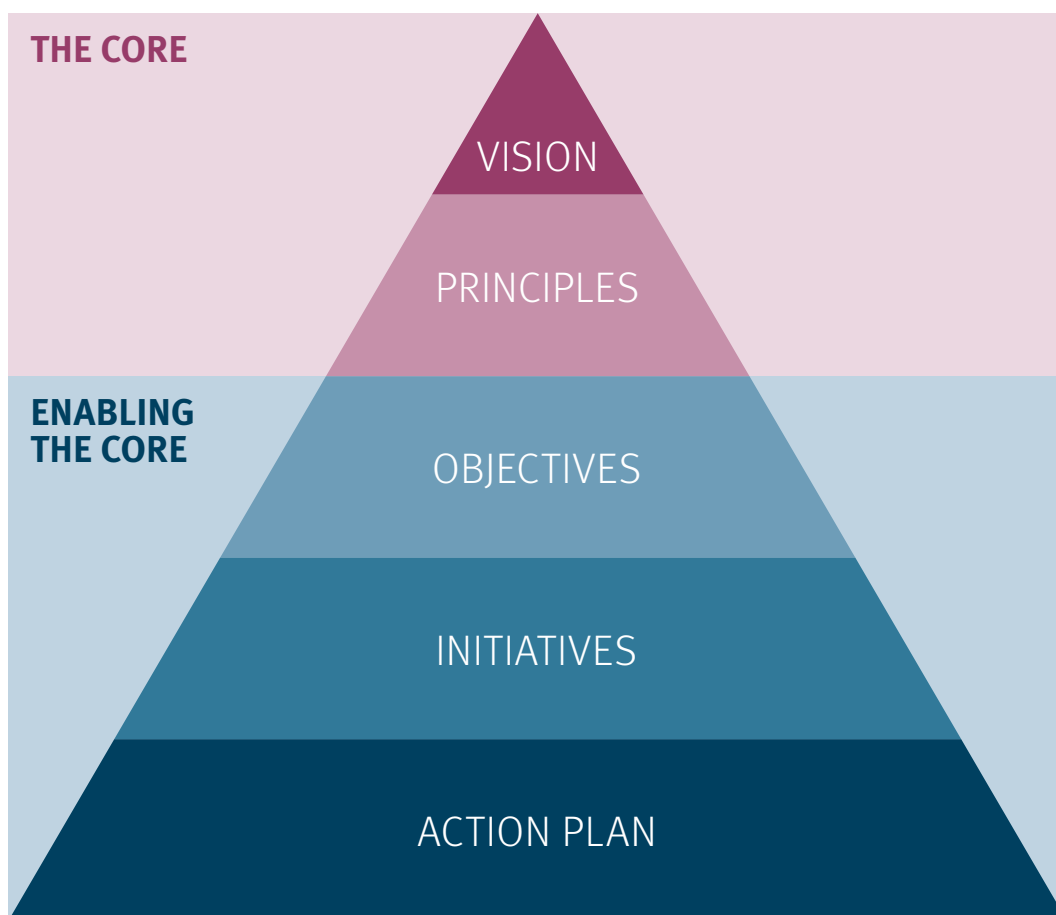 THE CORE
VISION
PRINCIPLES
ENABLING
THE CORE
OBJECTIVES
INITIATIVES
ACTION PLAN